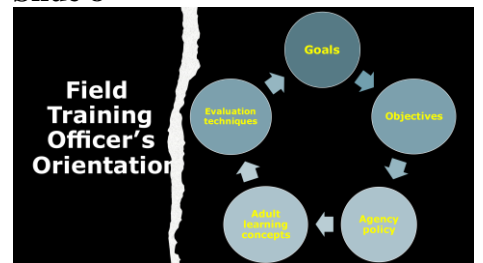 Field
Training
Officer's
Orientation
Goals
Objectives
Agency
policy
Adult
learning
concepts
Evaluation
techniques